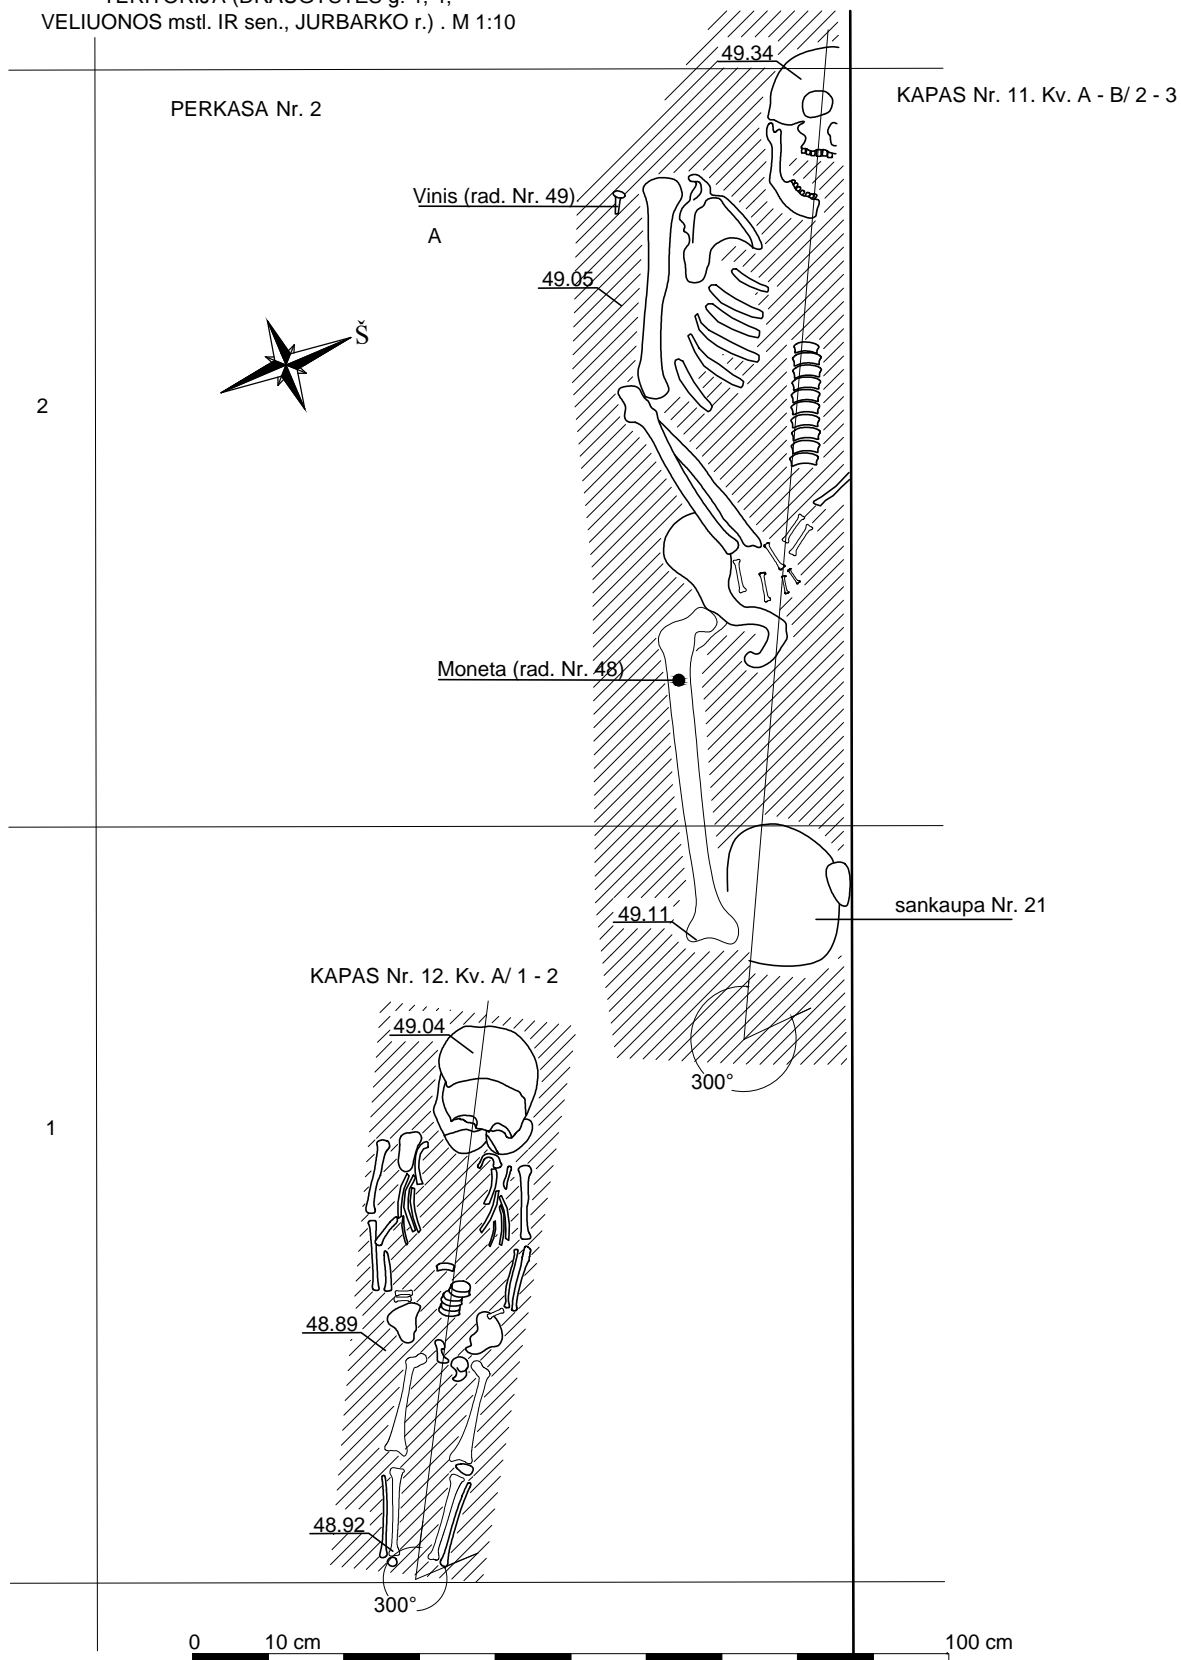 VELIUONOS mstl. IR sen., JURBARKO r.) . M 1:10
49.34
KAPAS Nr. 11. Kv. A - B/ 2 - 3
PERKASA Nr. 2
Vinis (rad. Nr. 49)
A
49.05
Š
2
Moneta (rad. Nr. 48)
sankaupa Nr. 21
49.11
KAPAS Nr. 12. Kv. A/ 1 - 2
49.04
300°
1
48.89
48.92
300°
0 10 cm 100 cm